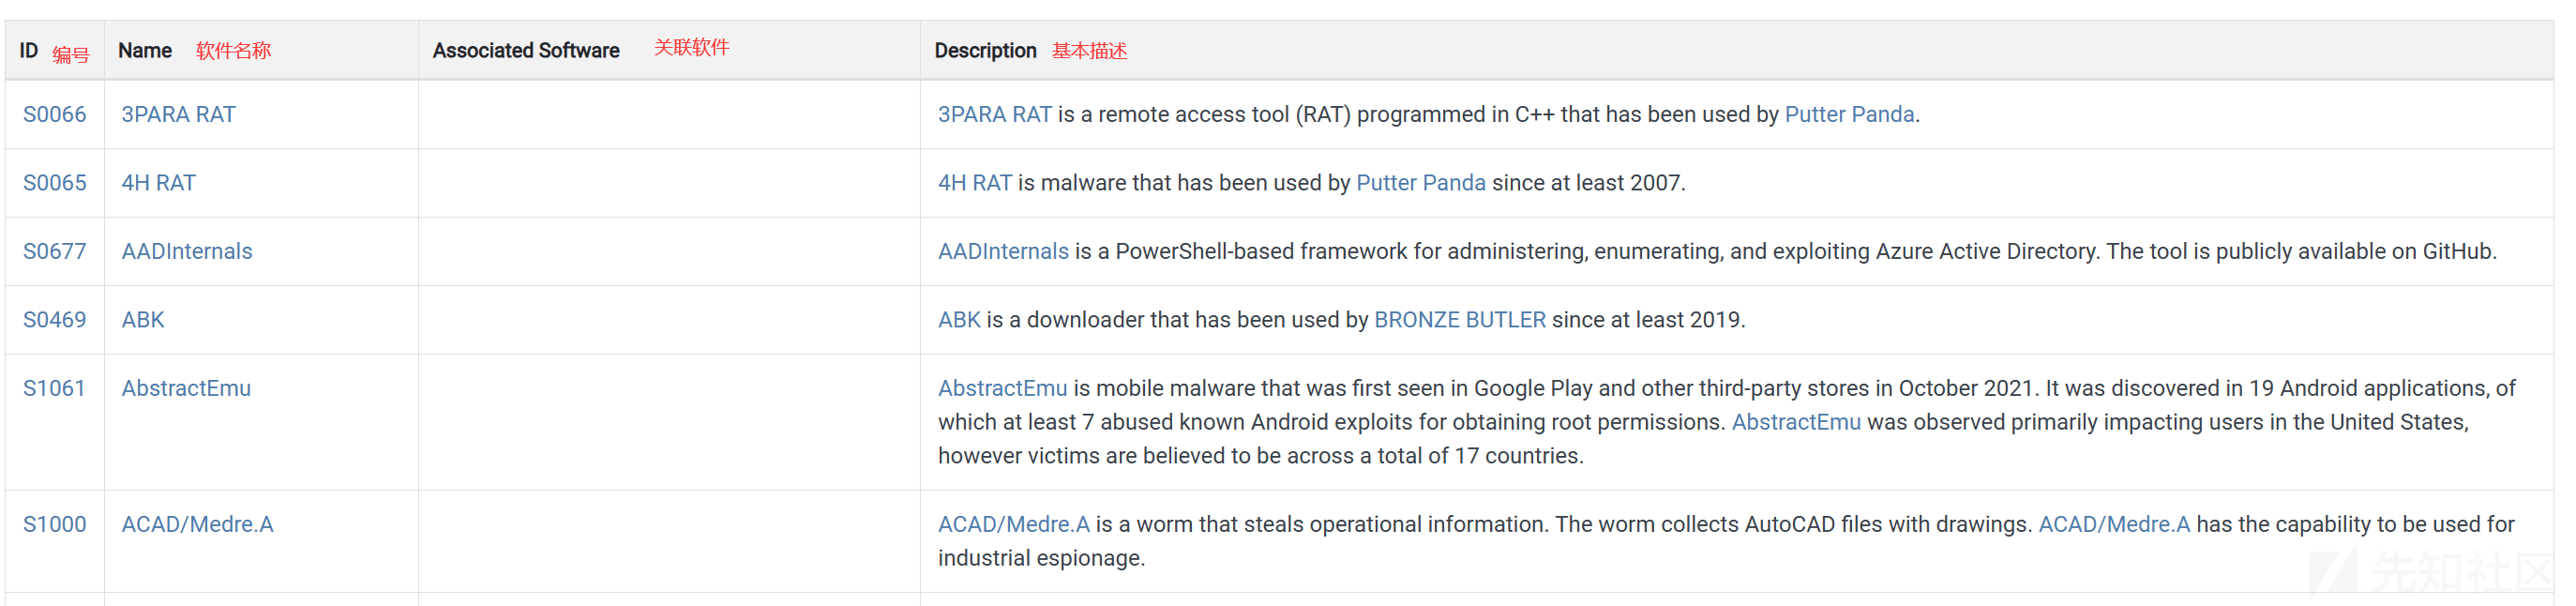 ID 编号 Name 软件名称 Associated Software 关联软件 Description 基本描述
S0066 3PARA RAT 3PARA RAT is a remote access tool (RAT) programmed in C++ that has been used by Putter Panda.
S0065 4H RAT 4H RAT is malware that has been used by Putter Panda since at least 2007.
S0677 AADInternals AADInternals is a PowerShell-based framework for administering, enumerating, and exploiting Azure Active Directory. The tool is publicly available on GitHub.
S0469 ABK ABK is a downloader that has been used by BRONZE BUTLER since at least 2019.
S1061 AbstractEmu AbstractEmu is mobile malware that was first seen in Google Play and other third-party stores in October 2021. It was discovered in 19 Android applications, of
which at least 7 abused known Android exploits for obtaining root permissions. AbstractEmu was observed primarily impacting users in the United States,
however victims are believed to be across a total of 17 countries.
S1000 ACAD/Medre.A ACAD/Medre.A is a worm that steals operational information. The worm collects AutoCAD files with drawings. ACAD/Medre.A has the capability to be used for
industrial espionage.
先知社区